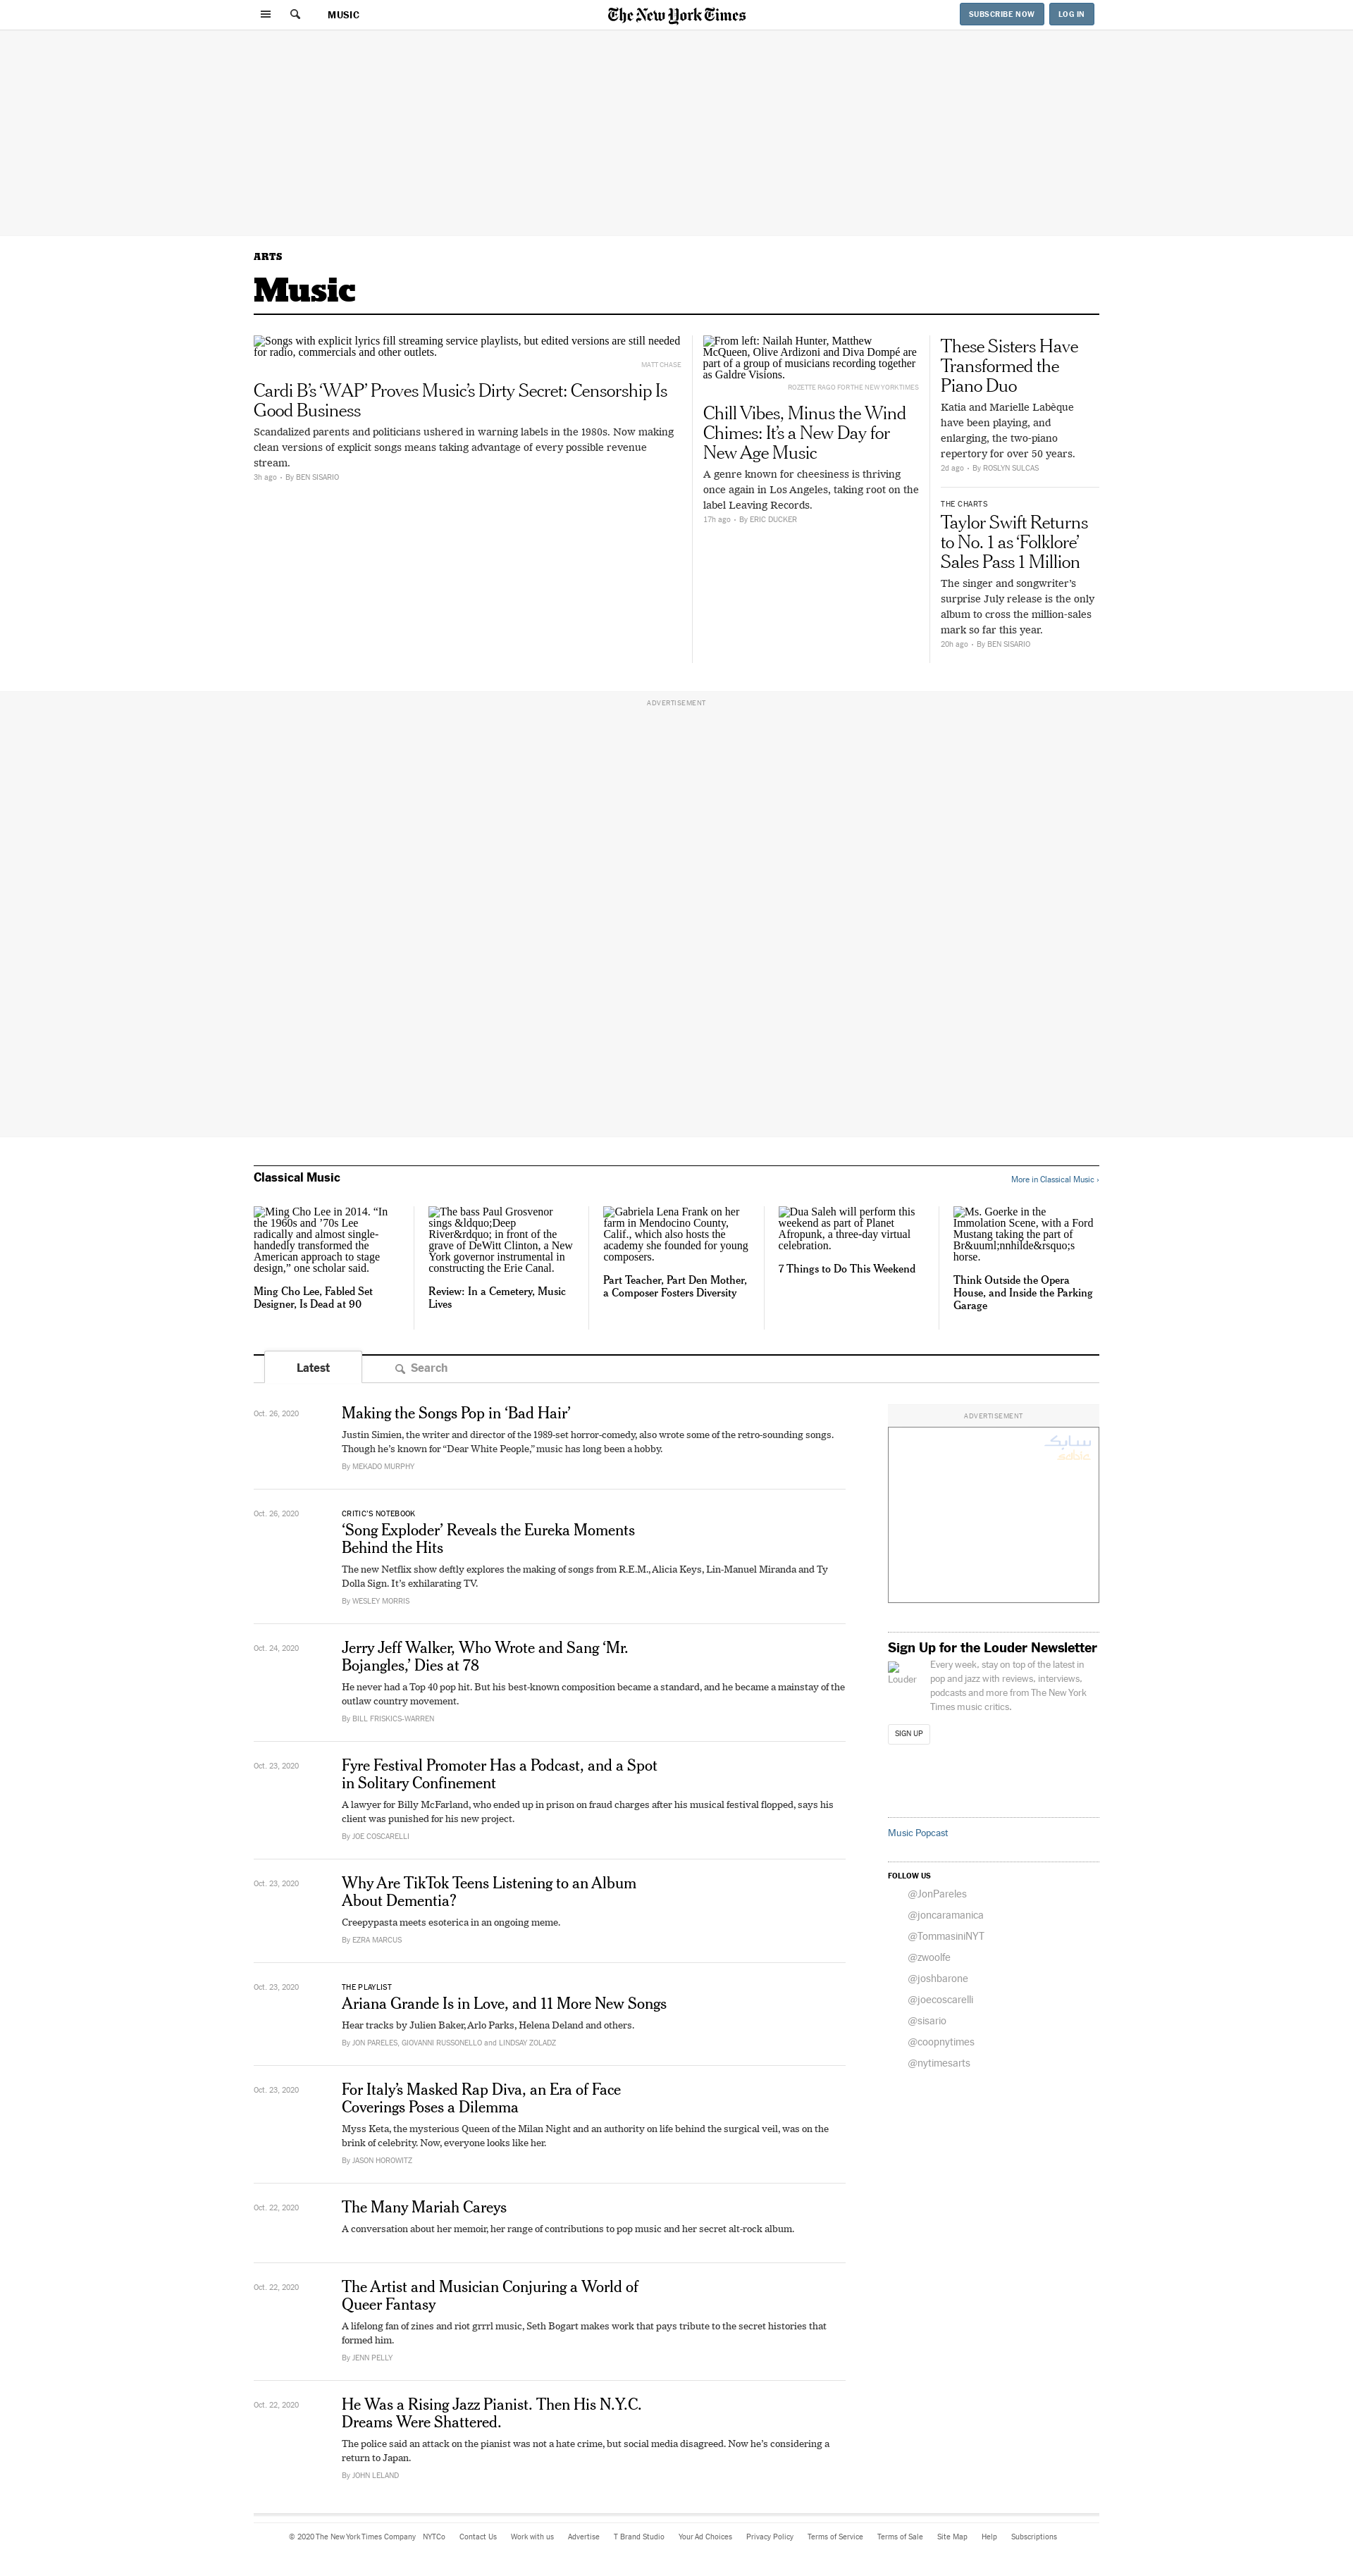 MUSIC
The New York Times
SUBSCRIBE NOW
LOG IN
ARTS
Music
Songs with explicit lyrics fill streaming service playlists, but edited versions are still needed
for radio, commercials and other outlets.
MATT CHASE
Cardi B’s ‘WAP’ Proves Music’s Dirty Secret: Censorship Is
Good Business
Scandalized parents and politicians ushered in warning labels in the 1980s. Now making
clean versions of explicit songs means taking advantage of every possible revenue
stream.
3h ago • By BEN SISARIO
From left: Nailah Hunter, Matthew
McQueen, Olive Ardizoni and Diva Dompé are
part of a group of musicians recording together
as Galdre Visions.
ROZETTE RAGO FOR THE NEW YORK TIMES
Chill Vibes, Minus the Wind
Chimes: It’s a New Day for
New Age Music
A genre known for cheesiness is thriving
once again in Los Angeles, taking root on the
label Leaving Records.
17h ago • By ERIC DUCKER
These Sisters Have
Transformed the
Piano Duo
Katia and Marielle Labèque
have been playing, and
enlarging, the two-piano
repertory for over 50 years.
2d ago • By ROSLYN SULCAS
THE CHARTS
Taylor Swift Returns
to No. 1 as ‘Folklore’
Sales Pass 1 Million
The singer and songwriter’s
surprise July release is the only
album to cross the million-sales
mark so far this year.
20h ago • By BEN SISARIO
ADVERTISEMENT
Classical Music
More in Classical Music ›
Ming Cho Lee in 2014. “In
the 1960s and ’70s Lee
radically and almost single-
handedly transformed the
American approach to stage
design,” one scholar said.
Ming Cho Lee, Fabled Set
Designer, Is Dead at 90
The bass Paul Grosvenor
sings &ldquo;Deep
River&rdquo; in front of the
grave of DeWitt Clinton, a New
York governor instrumental in
constructing the Erie Canal.
Review: In a Cemetery, Music
Lives
Gabriela Lena Frank on her
farm in Mendocino County,
Calif., which also hosts the
academy she founded for young
composers.
Part Teacher, Part Den Mother,
a Composer Fosters Diversity
Dua Saleh will perform this
weekend as part of Planet
Afropunk, a three-day virtual
celebration.
7 Things to Do This Weekend
Ms. Goerke in the
Immolation Scene, with a Ford
Mustang taking the part of
Br&uuml;nnhilde&rsquo;s
horse.
Think Outside the Opera
House, and Inside the Parking
Garage
Latest
Search
Oct. 26, 2020
Making the Songs Pop in ‘Bad Hair’
Justin Simien, the writer and director of the 1989-set horror-comedy, also wrote some of the retro-sounding songs.
Though he’s known for “Dear White People,” music has long been a hobby.
By MEKADO MURPHY
Oct. 26, 2020
CRITIC’S NOTEBOOK
‘Song Exploder’ Reveals the Eureka Moments
Behind the Hits
The new Netflix show deftly explores the making of songs from R.E.M., Alicia Keys, Lin-Manuel Miranda and Ty
Dolla Sign. It’s exhilarating TV.
By WESLEY MORRIS
Oct. 24, 2020
Jerry Jeff Walker, Who Wrote and Sang ‘Mr.
Bojangles,’ Dies at 78
He never had a Top 40 pop hit. But his best-known composition became a standard, and he became a mainstay of the
outlaw country movement.
By BILL FRISKICS-WARREN
Oct. 23, 2020
Fyre Festival Promoter Has a Podcast, and a Spot
in Solitary Confinement
A lawyer for Billy McFarland, who ended up in prison on fraud charges after his musical festival flopped, says his
client was punished for his new project.
By JOE COSCARELLI
Oct. 23, 2020
Why Are TikTok Teens Listening to an Album
About Dementia?
Creepypasta meets esoterica in an ongoing meme.
By EZRA MARCUS
Oct. 23, 2020
THE PLAYLIST
Ariana Grande Is in Love, and 11 More New Songs
Hear tracks by Julien Baker, Arlo Parks, Helena Deland and others.
By JON PARELES, GIOVANNI RUSSONELLO and LINDSAY ZOLADZ
Oct. 23, 2020
For Italy’s Masked Rap Diva, an Era of Face
Coverings Poses a Dilemma
Myss Keta, the mysterious Queen of the Milan Night and an authority on life behind the surgical veil, was on the
brink of celebrity. Now, everyone looks like her.
By JASON HOROWITZ
Oct. 22, 2020
The Many Mariah Careys
A conversation about her memoir, her range of contributions to pop music and her secret alt-rock album.
Oct. 22, 2020
The Artist and Musician Conjuring a World of
Queer Fantasy
A lifelong fan of zines and riot grrrl music, Seth Bogart makes work that pays tribute to the secret histories that
formed him.
By JENN PELLY
Oct. 22, 2020
He Was a Rising Jazz Pianist. Then His N.Y.C.
Dreams Were Shattered.
The police said an attack on the pianist was not a hate crime, but social media disagreed. Now he’s considering a
return to Japan.
By JOHN LELAND
ADVERTISEMENT
سابك
sabic
Sign Up for the Louder Newsletter
Louder
Every week, stay on top of the latest in
pop and jazz with reviews, interviews,
podcasts and more from The New York
Times music critics.
SIGN UP
Music Popcast
FOLLOW US
@JonPareles
@joncaramanica
@TommasiniNYT
@zwoolfe
@joshbarone
@joecoscarelli
@sisario
@coopnytimes
@nytimesarts
© 2020 The New York Times Company NYTCo Contact Us Work with us Advertise T Brand Studio Your Ad Choices Privacy Policy Terms of Service Terms of Sale Site Map Help Subscriptions